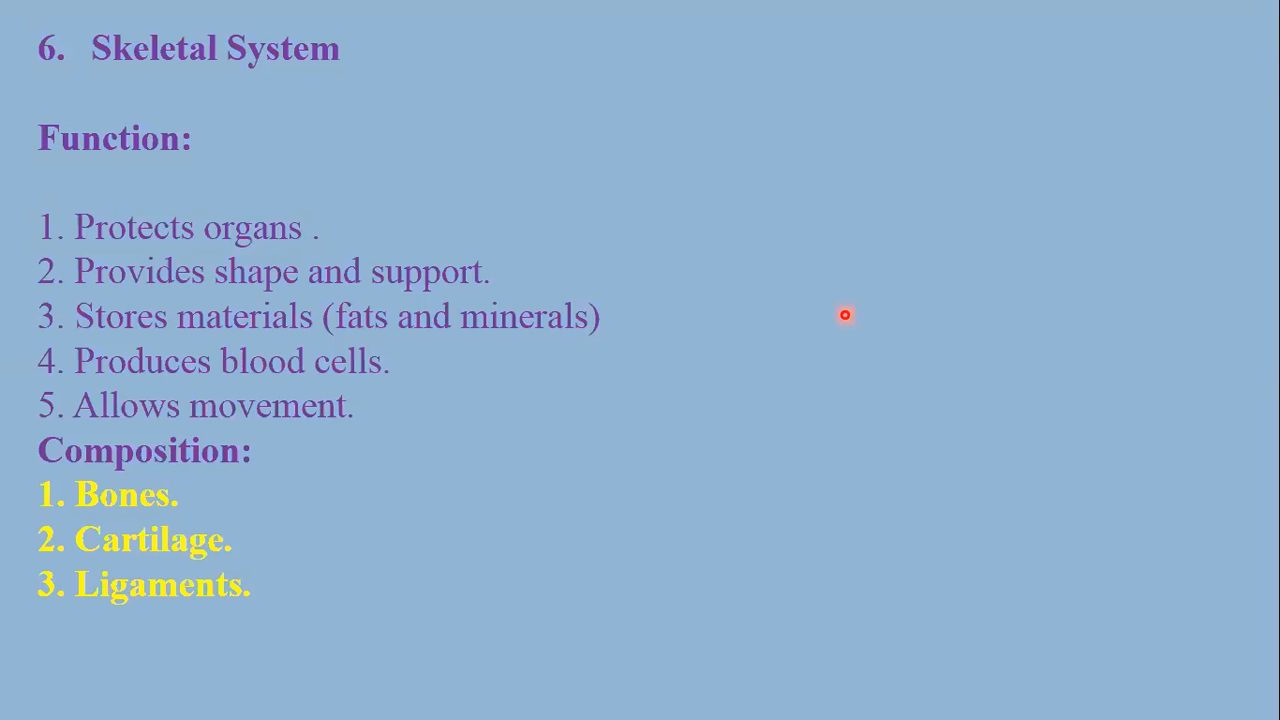 6. Skeletal System
Function:
1. Protects organs .
2. Provides shape and support.
3. Stores materials (fats and minerals)
4. Produces blood cells.
5. Allows movement.
Composition:
1. Bones.
2. Cartilage.
3. Ligaments.